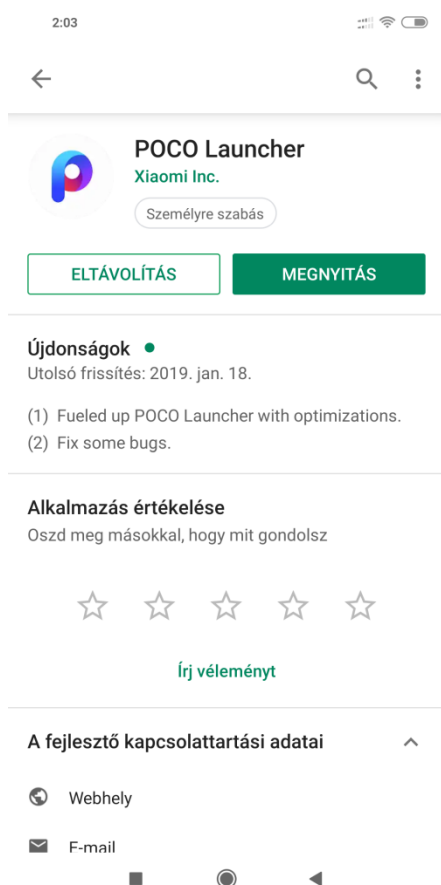 2:03
POCO Launcher
Xiaomi Inc.
Személyre szabás
ELTÁVOLÍTÁS
MEGNYITÁS
Újdonságok
Utolsó frissítés: 2019. jan. 18.
(1) Fueled up POCO Launcher with optimizations.
(2) Fix some bugs.
Alkalmazás értékelése
Oszd meg másokkal, hogy mit gondolsz
Írj véleményt
A fejlesztő kapcsolattartási adatai
Webhely
E-mail